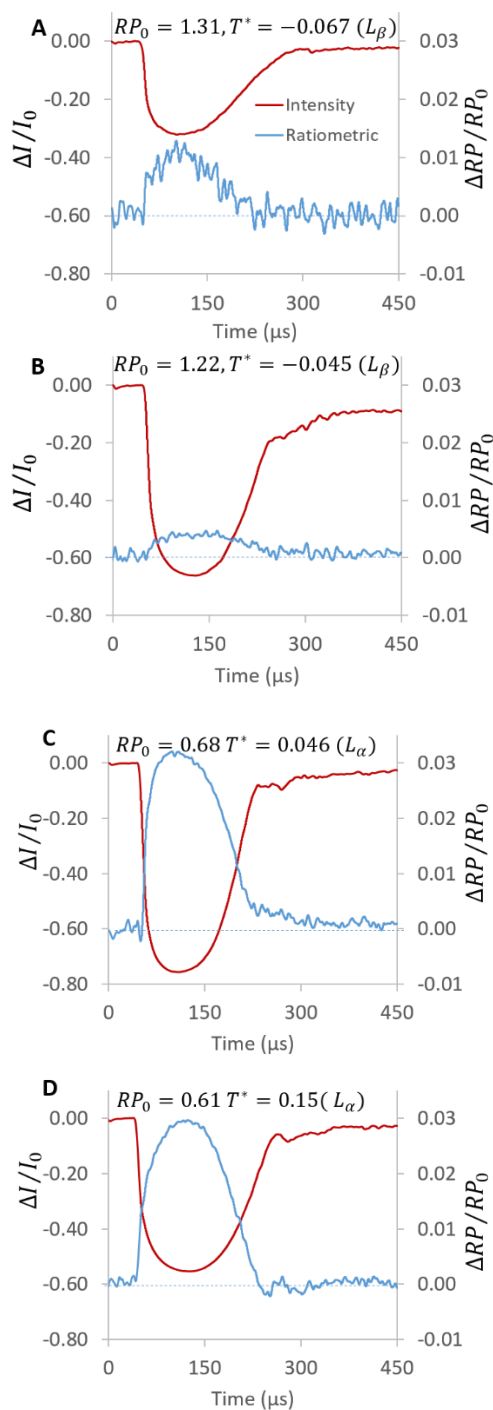 A
RP₀ = 1.31, T* = −0.067 (Lβ)
0.00
-0.20
-0.40
-0.60
-0.80
ΔI/I₀
Intensity
Ratiometric
0.03
0.02
0.01
0.00
-0.01
ΔRP/RP₀
0 150 300 450
Time (µs)
B
RP₀ = 1.22, T* = −0.045 (Lβ)
0.00
-0.20
-0.40
-0.60
-0.80
ΔI/I₀
0.03
0.02
0.01
0.00
-0.01
ΔRP/RP₀
0 150 300 450
Time (µs)
C
RP₀ = 0.68 T* = 0.046 (Lα)
0.00
-0.20
-0.40
-0.60
-0.80
ΔI/I₀
0.03
0.02
0.01
0.00
-0.01
ΔRP/RP₀
0 150 300 450
Time (µs)
D
RP₀ = 0.61 T* = 0.15( Lα)
0.00
-0.20
-0.40
-0.60
-0.80
ΔI/I₀
0.03
0.02
0.01
0.00
-0.01
ΔRP/RP₀
0 150 300 450
Time (µs)